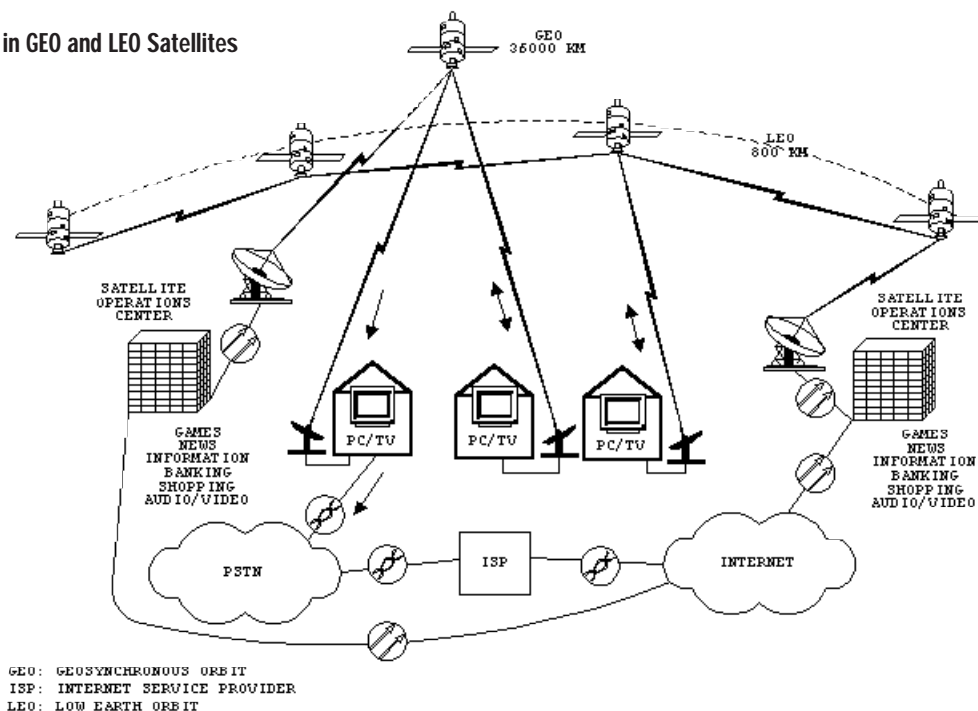 in GEO and LEO Satellites
GEO
36000 KM
LEO
800 KM
SATELLITE
OPERATIONS
CENTER
SATELLITE
OPERATIONS
CENTER
PC/TV
PC/TV
PC/TV
GAMES
NEWS
INFORMATION
BANKING
SHOPPING
AUDIO/VIDEO
GAMES
NEWS
INFORMATION
BANKING
SHOPPING
AUDIO/VIDEO
PSTN
ISP
INTERNET
GEO: GEOSYNCHRONOUS ORBIT
ISP: INTERNET SERVICE PROVIDER
LEO: LOW EARTH ORBIT